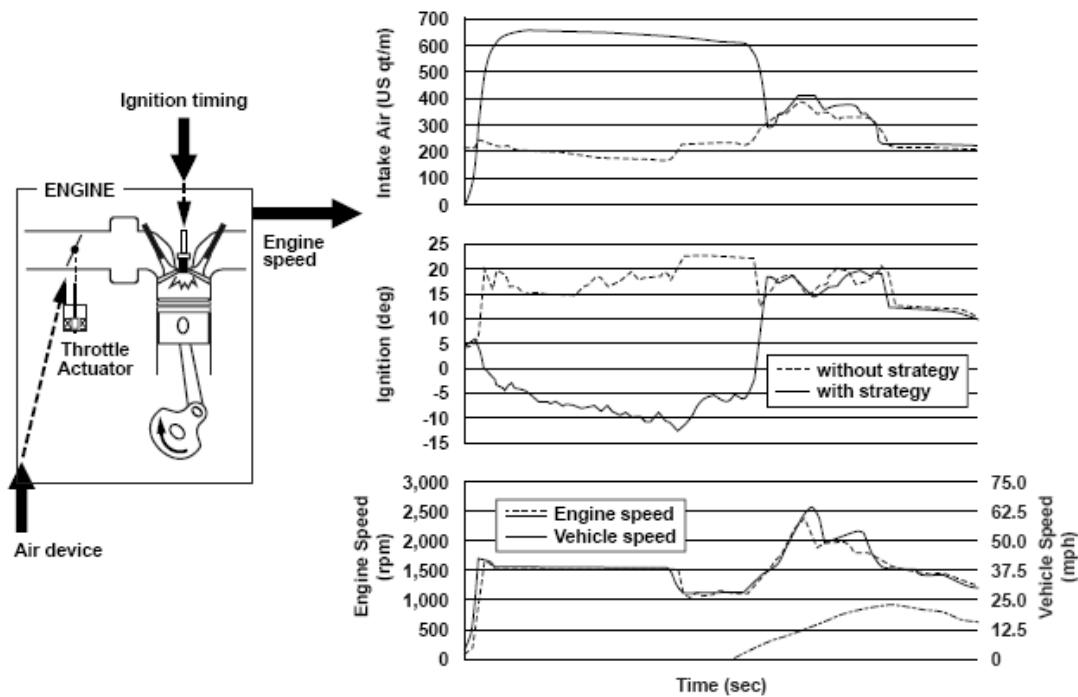 Ignition timing
ENGINE
Engine
speed
Throttle
Actuator
Air device
Intake Air (US qt/m)
700
600
500
400
300
200
100
0
Ignition (deg)
25
20
15
10
5
0
-5
-10
-15
without strategy
with strategy
Engine Speed
(rpm)
3,000
2,500
2,000
1,500
1,000
500
0
Engine speed
Vehicle speed
75.0
62.5
50.0
37.5
25.0
12.5
0
Vehicle Speed
(mph)
Time (sec)